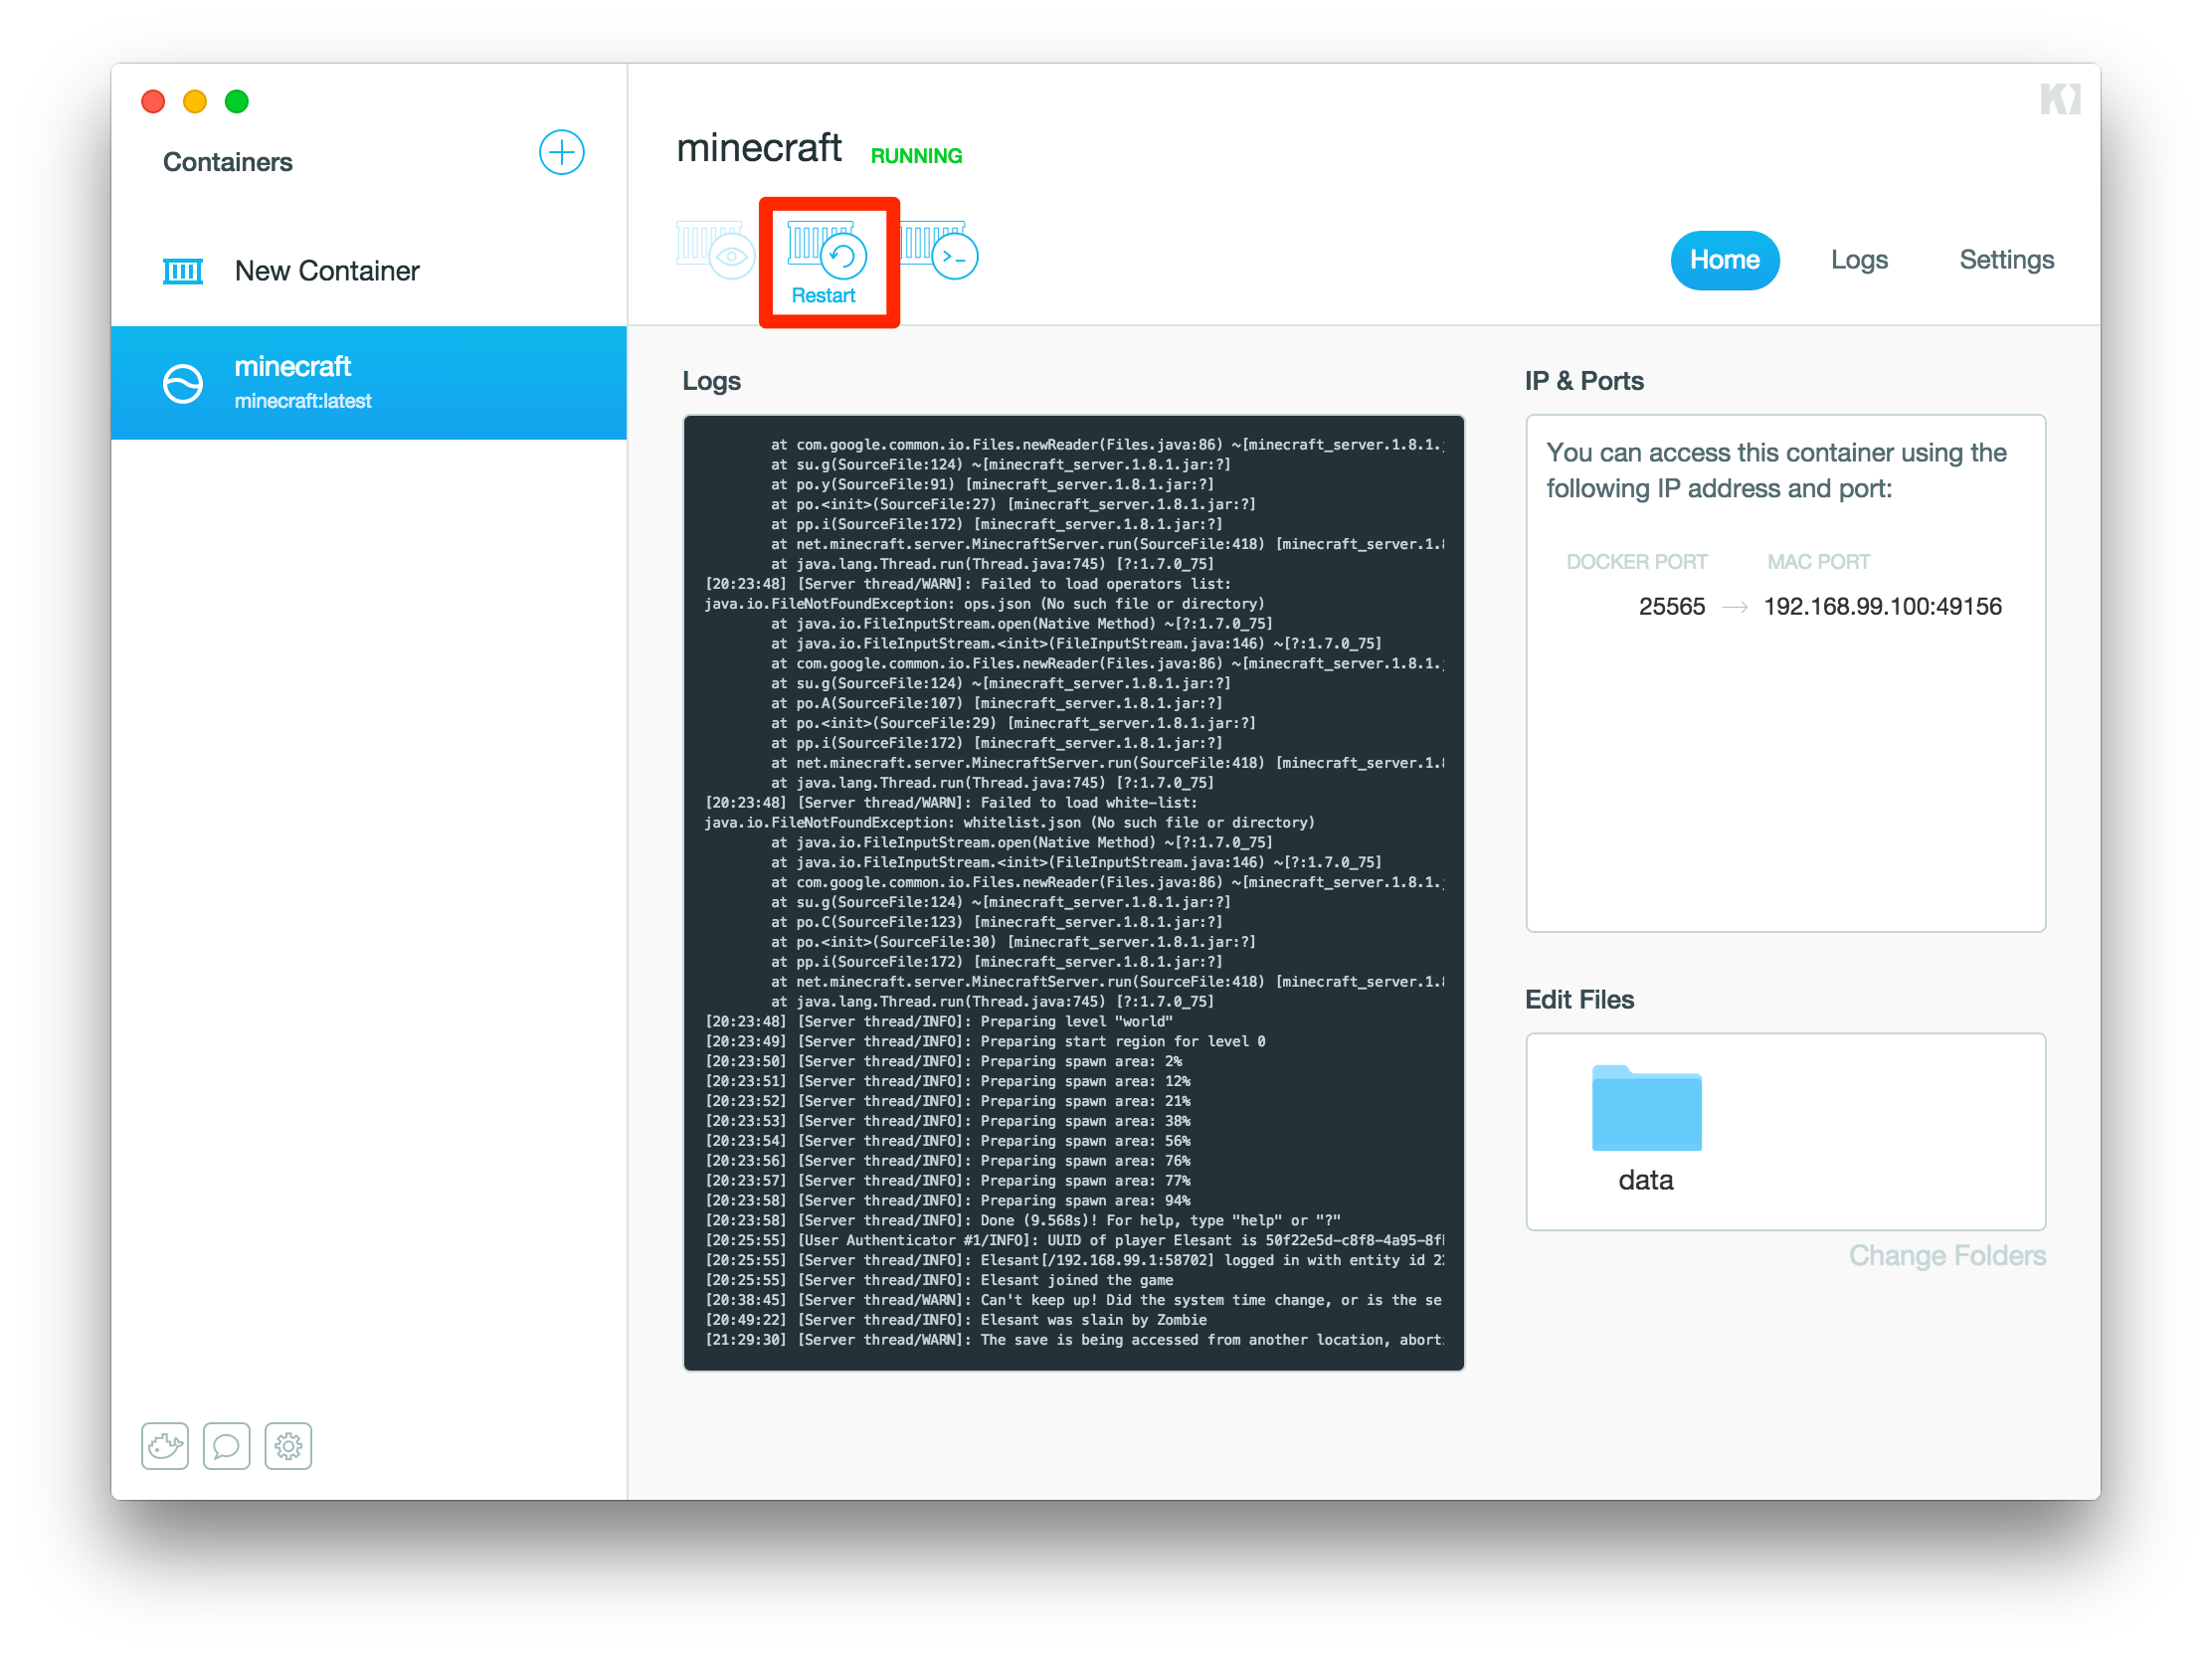 Containers
New Container
minecraft
minecraft:latest
minecraft RUNNING
Restart
Home Logs Settings
Logs
at com.google.common.io.Files.newReader(Files.java:86) ~[minecraft_server.1.8.1.
at su.g(SourceFile:124) ~[minecraft_server.1.8.1.jar:?]
at po.y(SourceFile:91) [minecraft_server.1.8.1.jar:?]
at po.<init>(SourceFile:27) [minecraft_server.1.8.1.jar:?]
at pp.i(SourceFile:172) [minecraft_server.1.8.1.jar:?]
at net.minecraft.server.MinecraftServer.run(SourceFile:418) [minecraft_server.1.8
at java.lang.Thread.run(Thread.java:745) [?:1.7.0_75]
[20:23:48] [Server thread/WARN]: Failed to load operators list:
java.io.FileNotFoundException: ops.json (No such file or directory)
at java.io.FileInputStream.open(Native Method) ~[?:1.7.0_75]
at java.io.FileInputStream.<init>(FileInputStream.java:146) ~[?:1.7.0_75]
at com.google.common.io.Files.newReader(Files.java:86) ~[minecraft_server.1.8.1.
at su.g(SourceFile:124) ~[minecraft_server.1.8.1.jar:?]
at po.A(SourceFile:107) [minecraft_server.1.8.1.jar:?]
at po.<init>(SourceFile:29) [minecraft_server.1.8.1.jar:?]
at pp.i(SourceFile:172) [minecraft_server.1.8.1.jar:?]
at net.minecraft.server.MinecraftServer.run(SourceFile:418) [minecraft_server.1.8
at java.lang.Thread.run(Thread.java:745) [?:1.7.0_75]
[20:23:48] [Server thread/WARN]: Failed to load white-list:
java.io.FileNotFoundException: whitelist.json (No such file or directory)
at java.io.FileInputStream.open(Native Method) ~[?:1.7.0_75]
at java.io.FileInputStream.<init>(FileInputStream.java:146) ~[?:1.7.0_75]
at com.google.common.io.Files.newReader(Files.java:86) ~[minecraft_server.1.8.1.
at su.g(SourceFile:124) ~[minecraft_server.1.8.1.jar:?]
at po.C(SourceFile:123) [minecraft_server.1.8.1.jar:?]
at po.<init>(SourceFile:30) [minecraft_server.1.8.1.jar:?]
at pp.i(SourceFile:172) [minecraft_server.1.8.1.jar:?]
at net.minecraft.server.MinecraftServer.run(SourceFile:418) [minecraft_server.1.8
at java.lang.Thread.run(Thread.java:745) [?:1.7.0_75]
[20:23:48] [Server thread/INFO]: Preparing level "world"
[20:23:49] [Server thread/INFO]: Preparing start region for level 0
[20:23:50] [Server thread/INFO]: Preparing spawn area: 2%
[20:23:51] [Server thread/INFO]: Preparing spawn area: 12%
[20:23:52] [Server thread/INFO]: Preparing spawn area: 21%
[20:23:53] [Server thread/INFO]: Preparing spawn area: 38%
[20:23:54] [Server thread/INFO]: Preparing spawn area: 56%
[20:23:56] [Server thread/INFO]: Preparing spawn area: 76%
[20:23:57] [Server thread/INFO]: Preparing spawn area: 77%
[20:23:58] [Server thread/INFO]: Preparing spawn area: 94%
[20:23:58] [Server thread/INFO]: Done (9.568s)! For help, type "help" or "?"
[20:25:55] [User Authenticator #1/INFO]: UUID of player Elesant is 50f22e5d-c8f8-4a95-8f
[20:25:55] [Server thread/INFO]: Elesant[/192.168.99.1:58702] logged in with entity id 2
[20:25:55] [Server thread/INFO]: Elesant joined the game
[20:38:45] [Server thread/WARN]: Can't keep up! Did the system time change, or is the se
[20:49:22] [Server thread/INFO]: Elesant was slain by Zombie
[21:29:30] [Server thread/WARN]: The save is being accessed from another location, abort
IP & Ports
You can access this container using the
following IP address and port:
DOCKER PORT MAC PORT
25565 → 192.168.99.100:49156
Edit Files
data
Change Folders